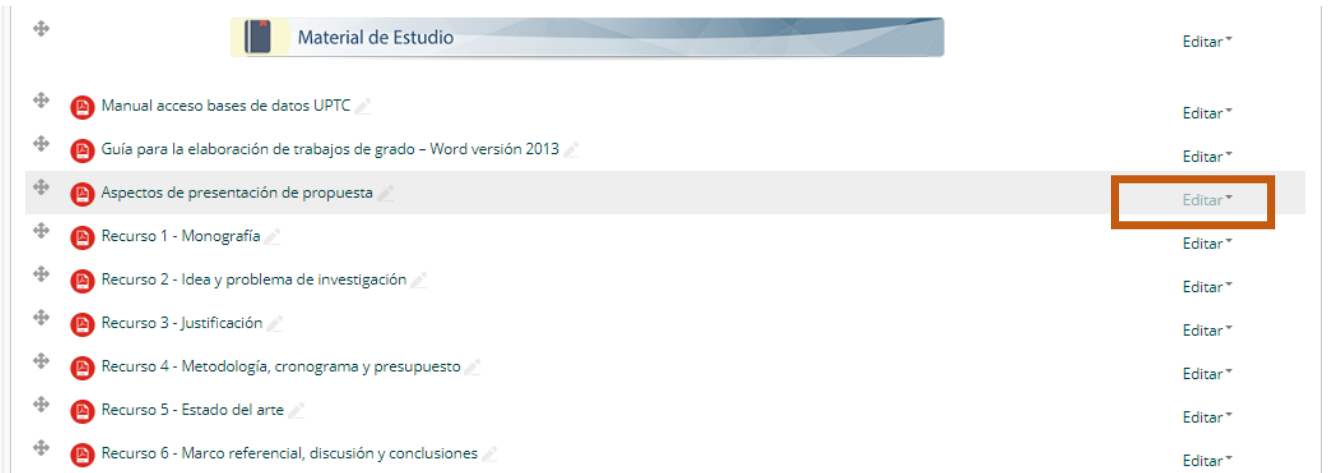 Material de Estudio
Editar
Manual acceso bases de datos UPTC
Editar
Guía para la elaboración de trabajos de grado – Word versión 2013
Editar
Aspectos de presentación de propuesta
Editar
Recurso 1 - Monografía
Editar
Recurso 2 - Idea y problema de investigación
Editar
Recurso 3 - Justificación
Editar
Recurso 4 - Metodología, cronograma y presupuesto
Editar
Recurso 5 - Estado del arte
Editar
Recurso 6 - Marco referencial, discusión y conclusiones
Editar